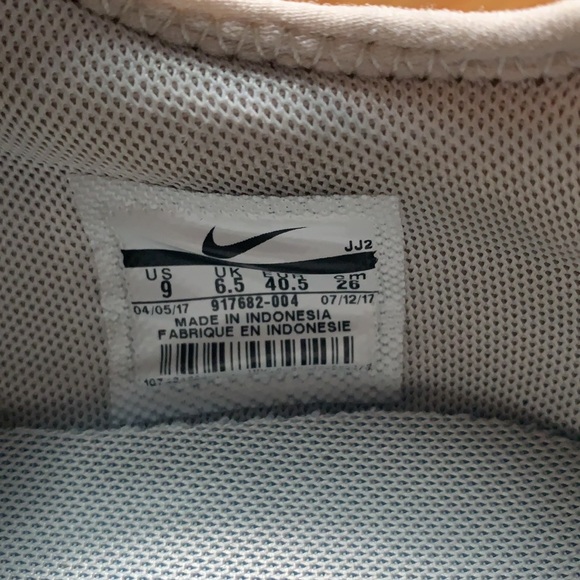 JJ2
US UK EUR cm
9 6.5 40.5 26
04/05/17 917682-004 07/12/17
MADE IN INDONESIA
FABRIQUE EN INDONESIE